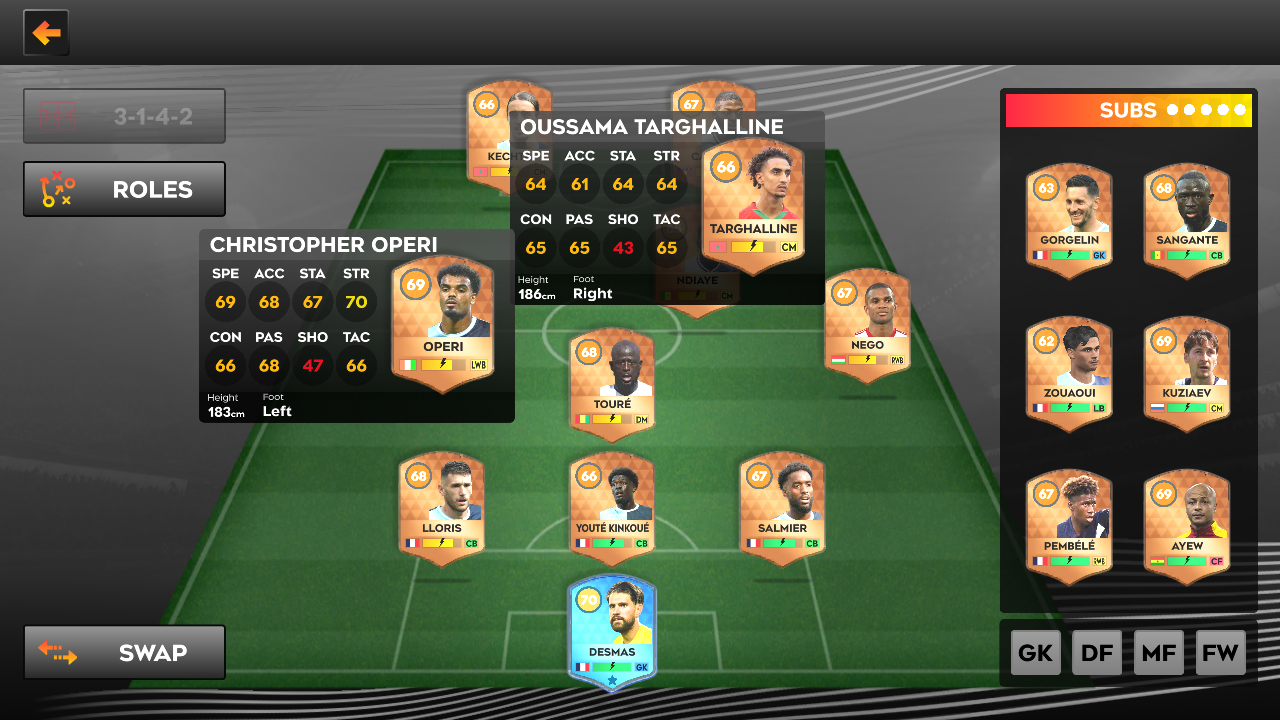 3-1-4-2
ROLES
SWAP
66
KECH
67
OUSSAMA TARGHALLINE
SPE ACC STA STR
64 61 64 64
CON PAS SHO TAC
65 65 43 65
Height Foot
186cm Right
66
TARGHALLINE
CM
NDIAYE
CM
CHRISTOPHER OPERI
SPE ACC STA STR
69 68 67 70
CON PAS SHO TAC
66 68 47 66
Height Foot
183cm Left
69
OPERI
LWB
67
NEGO
RWB
68
TOURÉ
DM
68
LLORIS
CB
66
YOUTÉ KINKOUÉ
CB
67
SALMIER
CB
70
DESMAS
GK
SUBS
63
GORGELIN
GK
68
SANGANTE
CB
62
ZOUAOUI
LB
69
KUZIAEV
CM
67
PEMBÉLÉ
RWB
69
AYEW
CF
GK DF MF FW